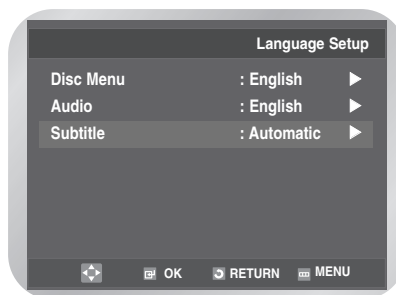 Language Setup
Disc Menu : English
Audio : English
Subtitle : Automatic
OK RETURN MENU